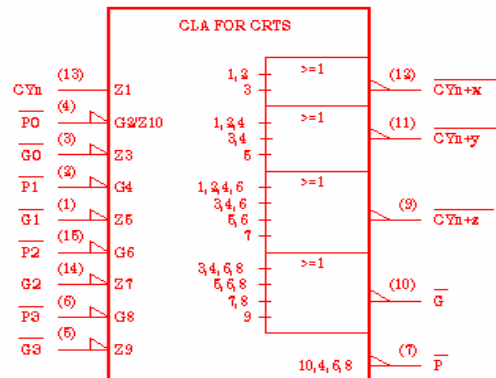 CLA FOR CRTS
CYn (13) Z1
P0 (4) G2/Z10
G0 (3) Z3
P1 (2) G4
G1 (1) Z5
P2 (15) G6
G2 (14) Z7
P3 (6) G8
G3 (5) Z9
>=1
1,2
3
(12) CYn+x
>=1
1,2,4
3,4
5
(11) CYn+y
>=1
1,2,4,6
3,4,6
5,6
7
(9) CYn+z
>=1
3,4,6,8
5,6,8
7,8
9
(10) G
10,4,6,8 (7) P